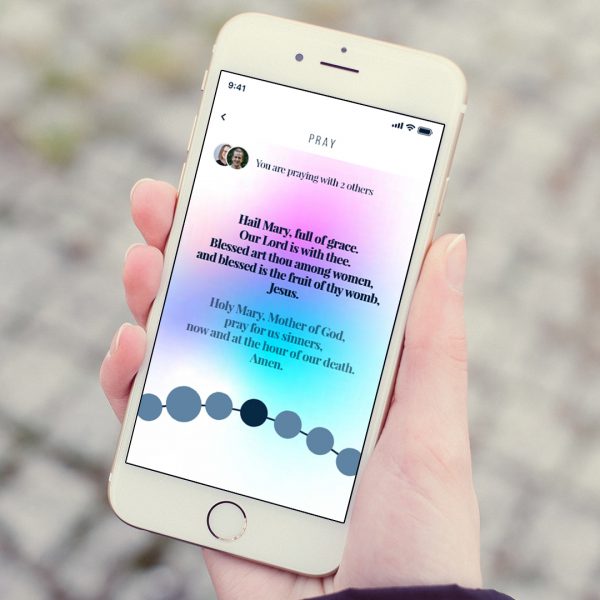 9:41
PRAY
You are praying with 2 others
Hail Mary, full of grace.
Our Lord is with thee.
Blessed art thou among women,
and blessed is the fruit of thy womb,
Jesus.
Holy Mary, Mother of God,
pray for us sinners,
now and at the hour of our death.
Amen.